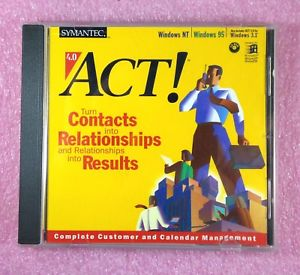 SYMANTEC.
Windows NT | Windows 95
Windows 3.1
4.0
ACT!
Turn
Contacts
into
Relationships
and Relationships
into
Results
Complete Customer and Calendar Management